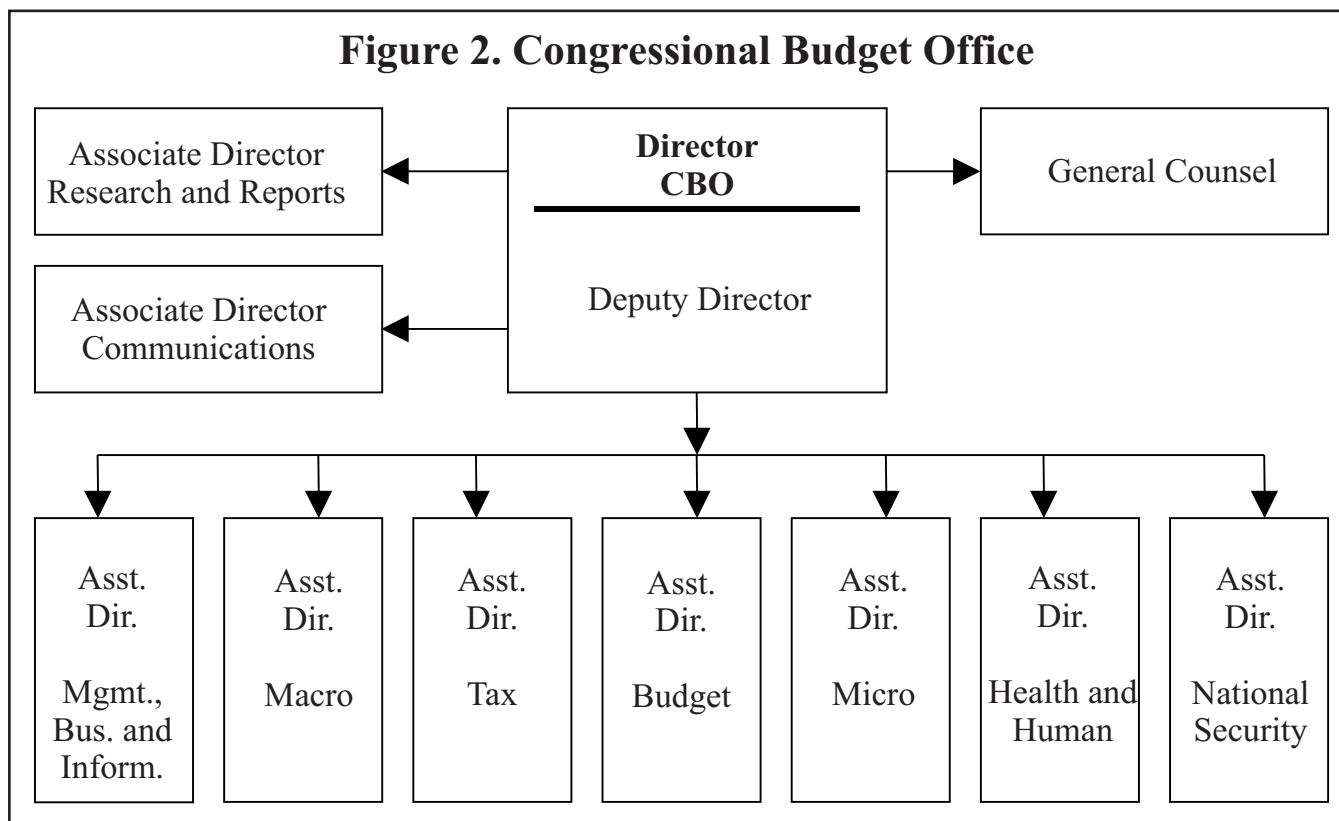 Figure 2. Congressional Budget Office
Associate Director
Research and Reports
Director
CBO
General Counsel
Associate Director
Communications
Deputy Director
Asst.
Dir.
Mgmt.,
Bus. and
Inform.
Asst.
Dir.
Macro
Asst.
Dir.
Tax
Asst.
Dir.
Budget
Asst.
Dir.
Micro
Asst.
Dir.
Health and
Human
Asst.
Dir.
National
Security